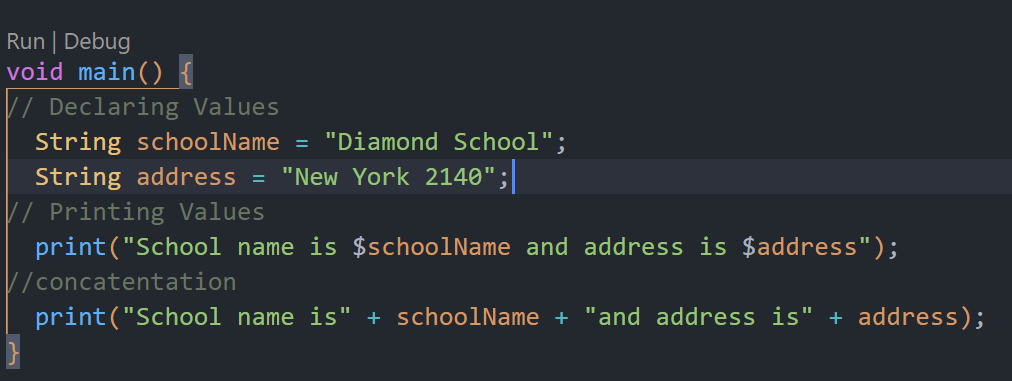 Run | Debug
void main() {
// Declaring Values
  String schoolName = "Diamond School";
  String address = "New York 2140";
// Printing Values
  print("School name is $schoolName and address is $address");
//concatentation
  print("School name is" + schoolName + "and address is" + address);
}